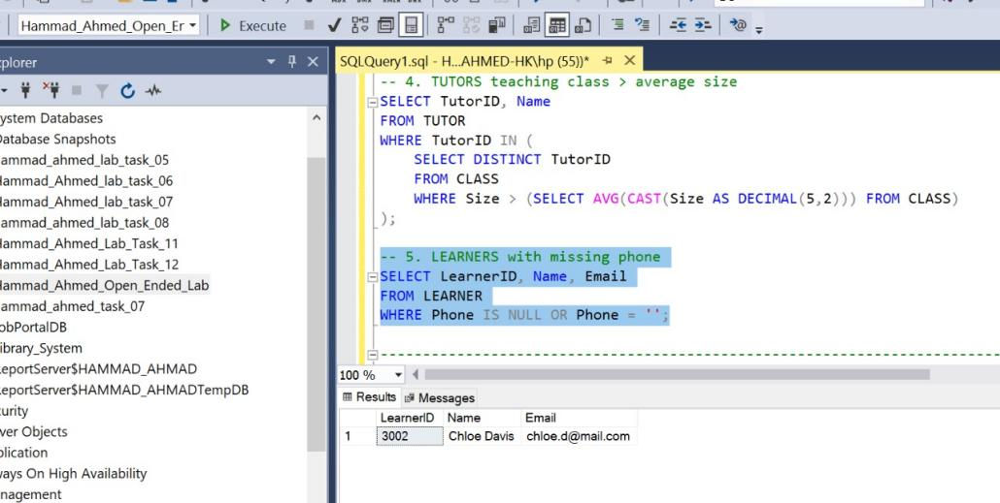 Hammad_Ahmed_Open_Er
Execute
plorer
SQLQuery1.sql - H...AHMED-HK\hp (55))*
ystem Databases
Database Snapshots
ammad_ahmed_lab_task_05
Hammad_Ahmed_lab_task_06
Hammad_Ahmed_lab_task_07
ammad_ahmed_lab_task_08
Hammad_Ahmed_Lab_Task_11
Hammad_Ahmed_Lab_Task_12
Hammad_Ahmed_Open_Ended_Lab
ammad_ahmed_task_07
obPortalDB
ibrary_System
eportServer$HAMMAD_AHMAD
eportServer$HAMMAD_AHMADTempDB
curity
ver Objects
plication
ways On High Availability
nagement
-- 4. TUTORS teaching class > average size
SELECT TutorID, Name
FROM TUTOR
WHERE TutorID IN (
SELECT DISTINCT TutorID
FROM CLASS
WHERE Size > (SELECT AVG(CAST(Size AS DECIMAL(5,2))) FROM CLASS)
);
-- 5. LEARNERS with missing phone
SELECT LearnerID, Name, Email
FROM LEARNER
WHERE Phone IS NULL OR Phone = '';
100 %
Results Messages
LearnerID Name Email
1 3002 Chloe Davis chloe.d@mail.com